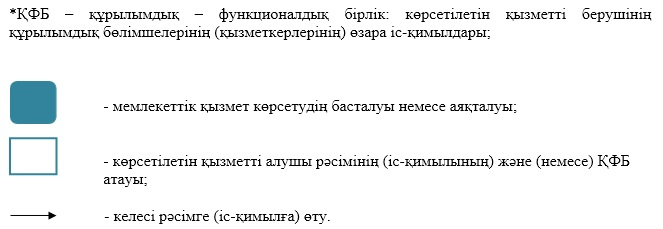 *ҚФБ – құрылымдық – функционалдық бірлік: көрсетілетін қызметті берушінің
құрылымдық бөлімшелерінің (қызметкерлерінің) өзара іс-қимылдары;
- мемлекеттік қызмет көрсетудің басталуы немесе аяқталуы;
- көрсетілетін қызметті алушы рәсімінің (іс-қимылының) және (немесе) ҚФБ
атауы;
- келесі рәсімге (іс-қимылға) өту.